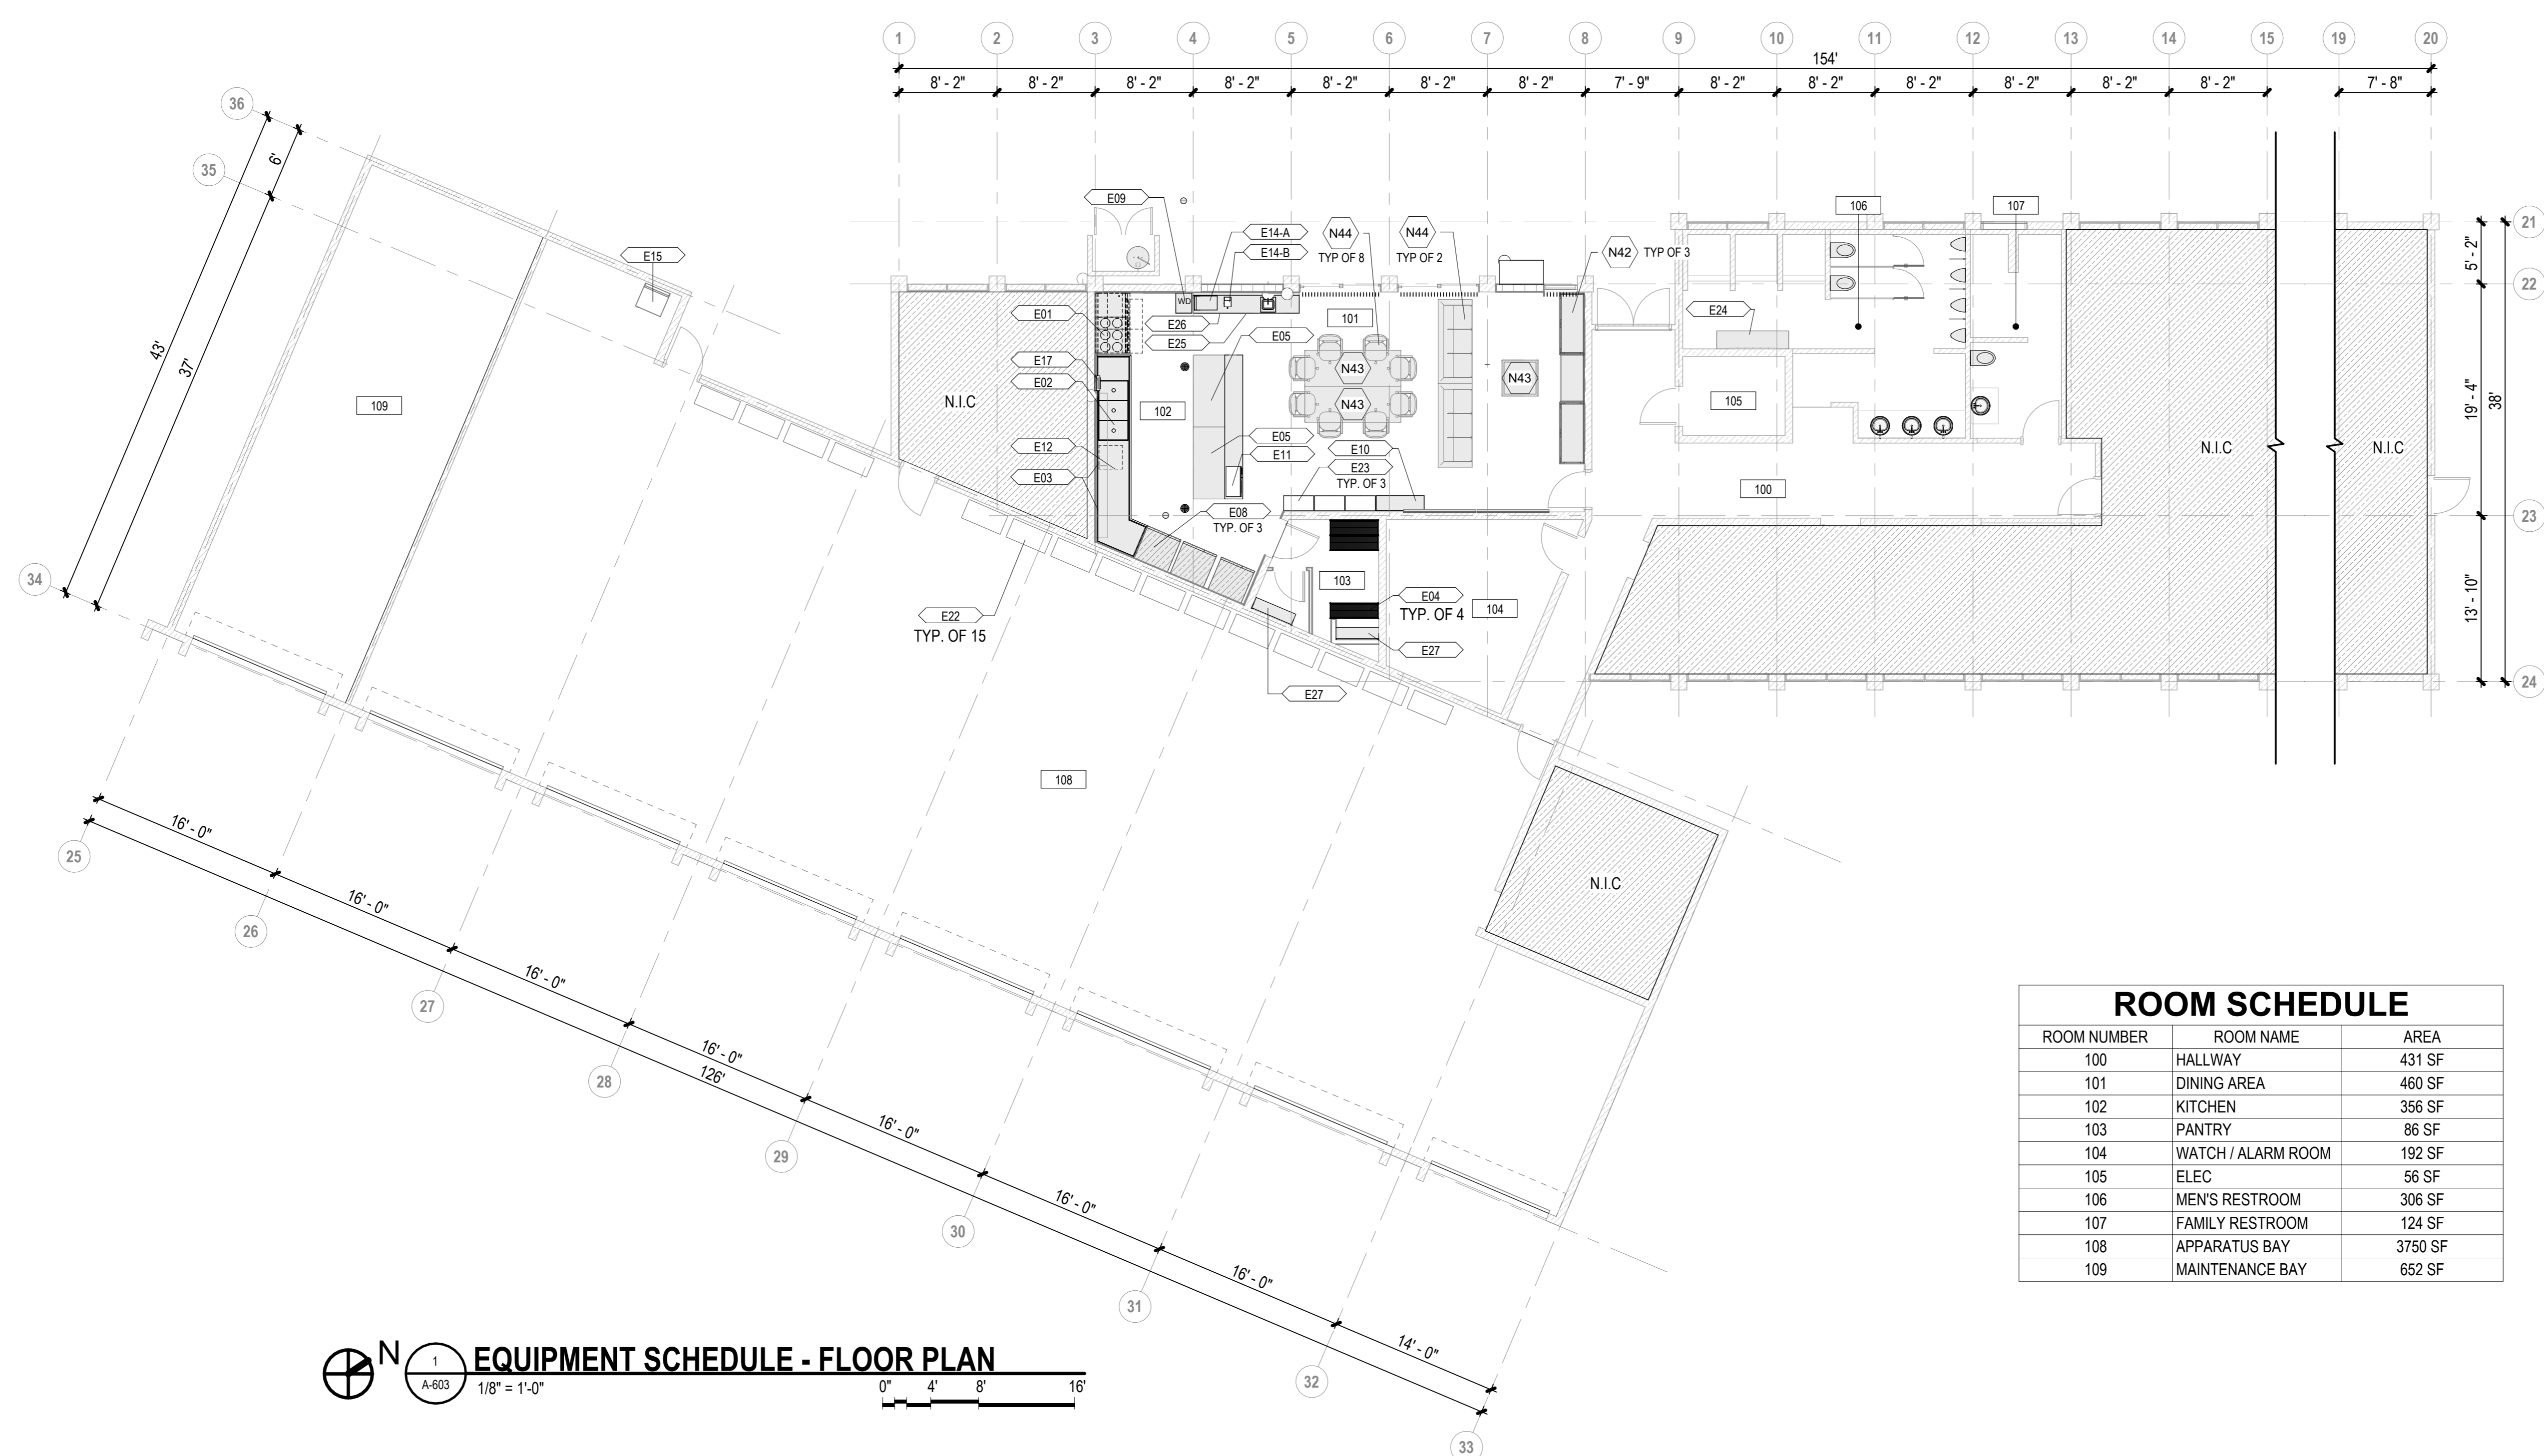 1 2 3 4 5 6 7 8 9 10 11 12 13 14 15 19 20
154'
8' - 2" 8' - 2" 8' - 2" 8' - 2" 8' - 2" 8' - 2" 8' - 2" 7' - 9" 8' - 2" 8' - 2" 8' - 2" 8' - 2" 8' - 2" 8' - 2" 7' - 8"
36
35
34
6'
43'
37'
21
22
23
24
5' - 2"
19' - 4"
38'
13' - 10"
E15
E09
E14-A
E14-B
N44
TYP OF 8
N44
TYP OF 2
N42 TYP OF 3
106
107
WD
E01
E26
E25
101
E05
E24
E17
E02
N.I.C
102
N43
N43
N43
105
109
E12
E03
E05
E11
E10
E23
TYP. OF 3
N.I.C
N.I.C
100
E08
TYP. OF 3
103
E04
TYP. OF 4
104
E22
TYP. OF 15
E27
E27
108
N.I.C
16' - 0"
16' - 0"
16' - 0"
16' - 0"
126'
16' - 0"
16' - 0"
16' - 0"
14' - 0"
25
26
27
28
29
30
31
32
33
ROOM SCHEDULE
ROOM NUMBER ROOM NAME AREA
100 HALLWAY 431 SF
101 DINING AREA 460 SF
102 KITCHEN 356 SF
103 PANTRY 86 SF
104 WATCH / ALARM ROOM 192 SF
105 ELEC 56 SF
106 MEN'S RESTROOM 306 SF
107 FAMILY RESTROOM 124 SF
108 APPARATUS BAY 3750 SF
109 MAINTENANCE BAY 652 SF
N
1
A-603
EQUIPMENT SCHEDULE - FLOOR PLAN
1/8" = 1'-0"
0" 4' 8' 16'